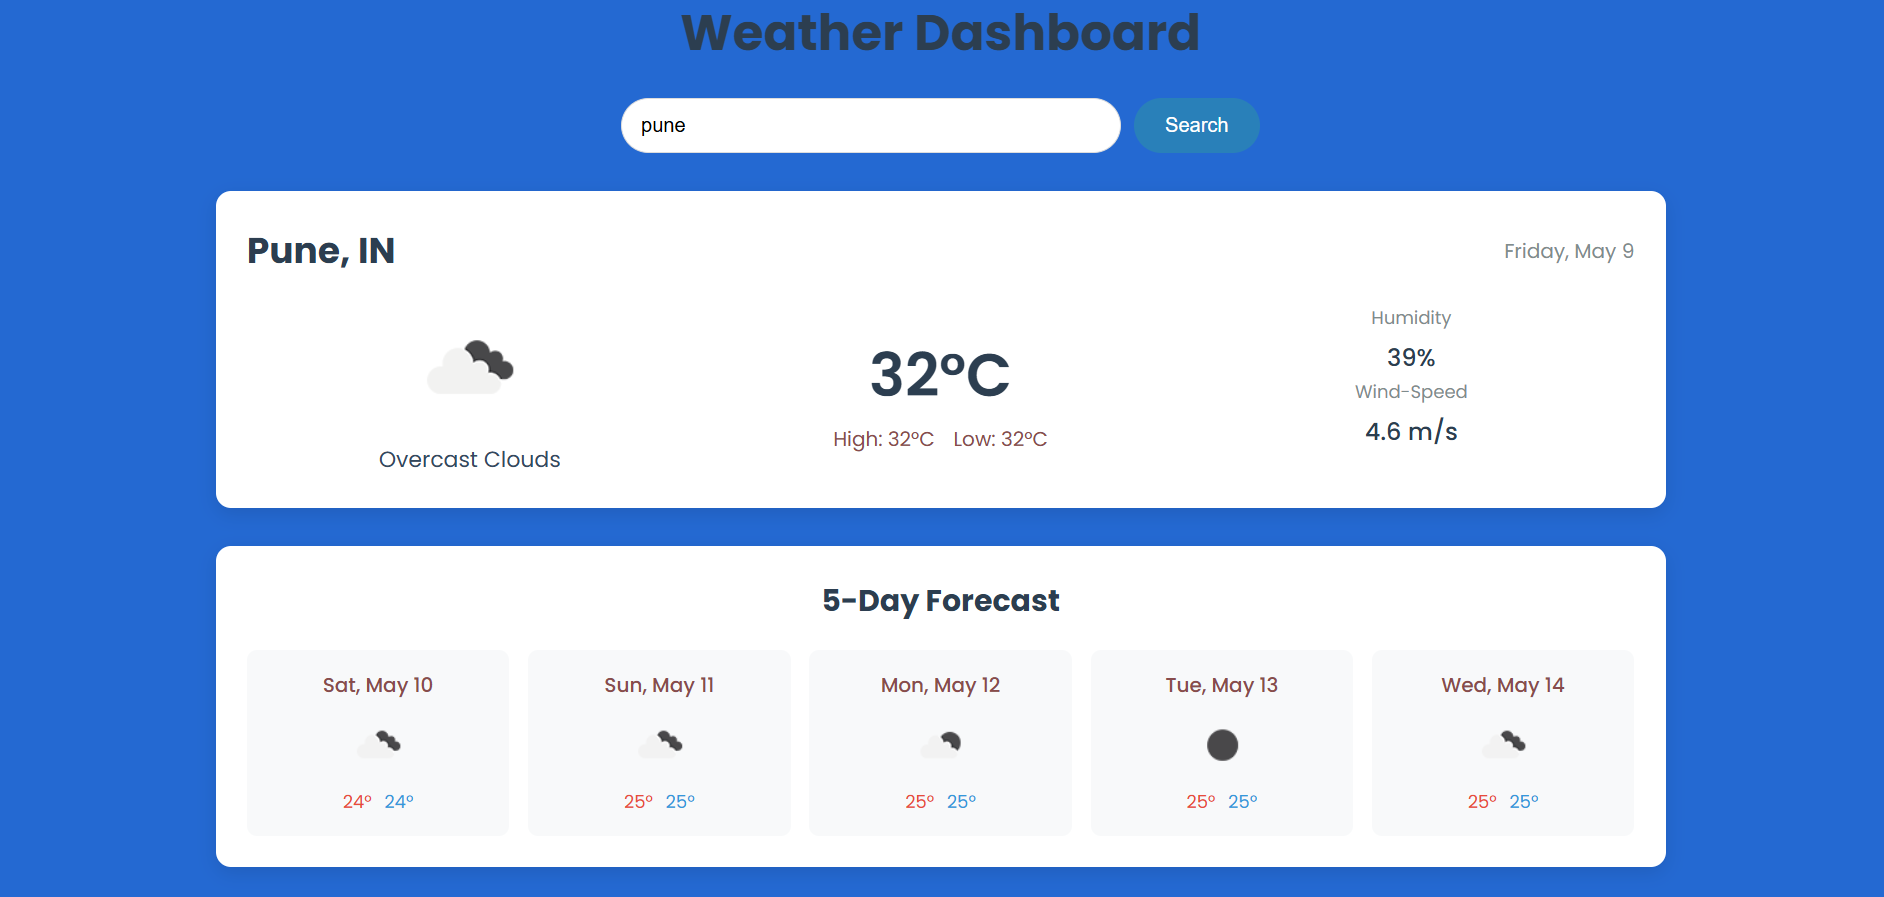 Weather Dashboard
pune
Search
Pune, IN
Friday, May 9
Overcast Clouds
32°C
High: 32°C Low: 32°C
Humidity
39%
Wind-Speed
4.6 m/s
5-Day Forecast
Sat, May 10
24° 24°
Sun, May 11
25° 25°
Mon, May 12
25° 25°
Tue, May 13
25° 25°
Wed, May 14
25° 25°